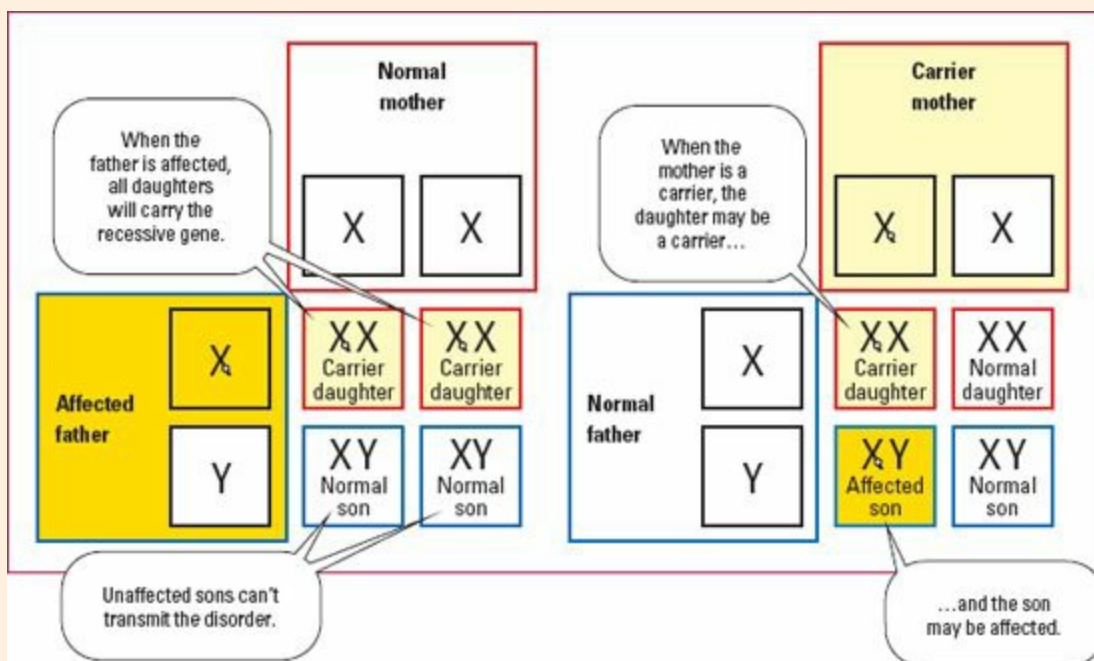 Normal
mother
When the
father is affected,
all daughters
will carry the
recessive gene.
X
X
Affected
father
X
Y
XX
Carrier
daughter
XX
Carrier
daughter
XY
Normal
son
XY
Normal
son
Unaffected sons can't
transmit the disorder.
Carrier
mother
When the
mother is a
carrier, the
daughter may be
a carrier…
X
X
Normal
father
X
Y
XX
Carrier
daughter
XX
Normal
daughter
XY
Affected
son
XY
Normal
son
…and the son
may be affected.